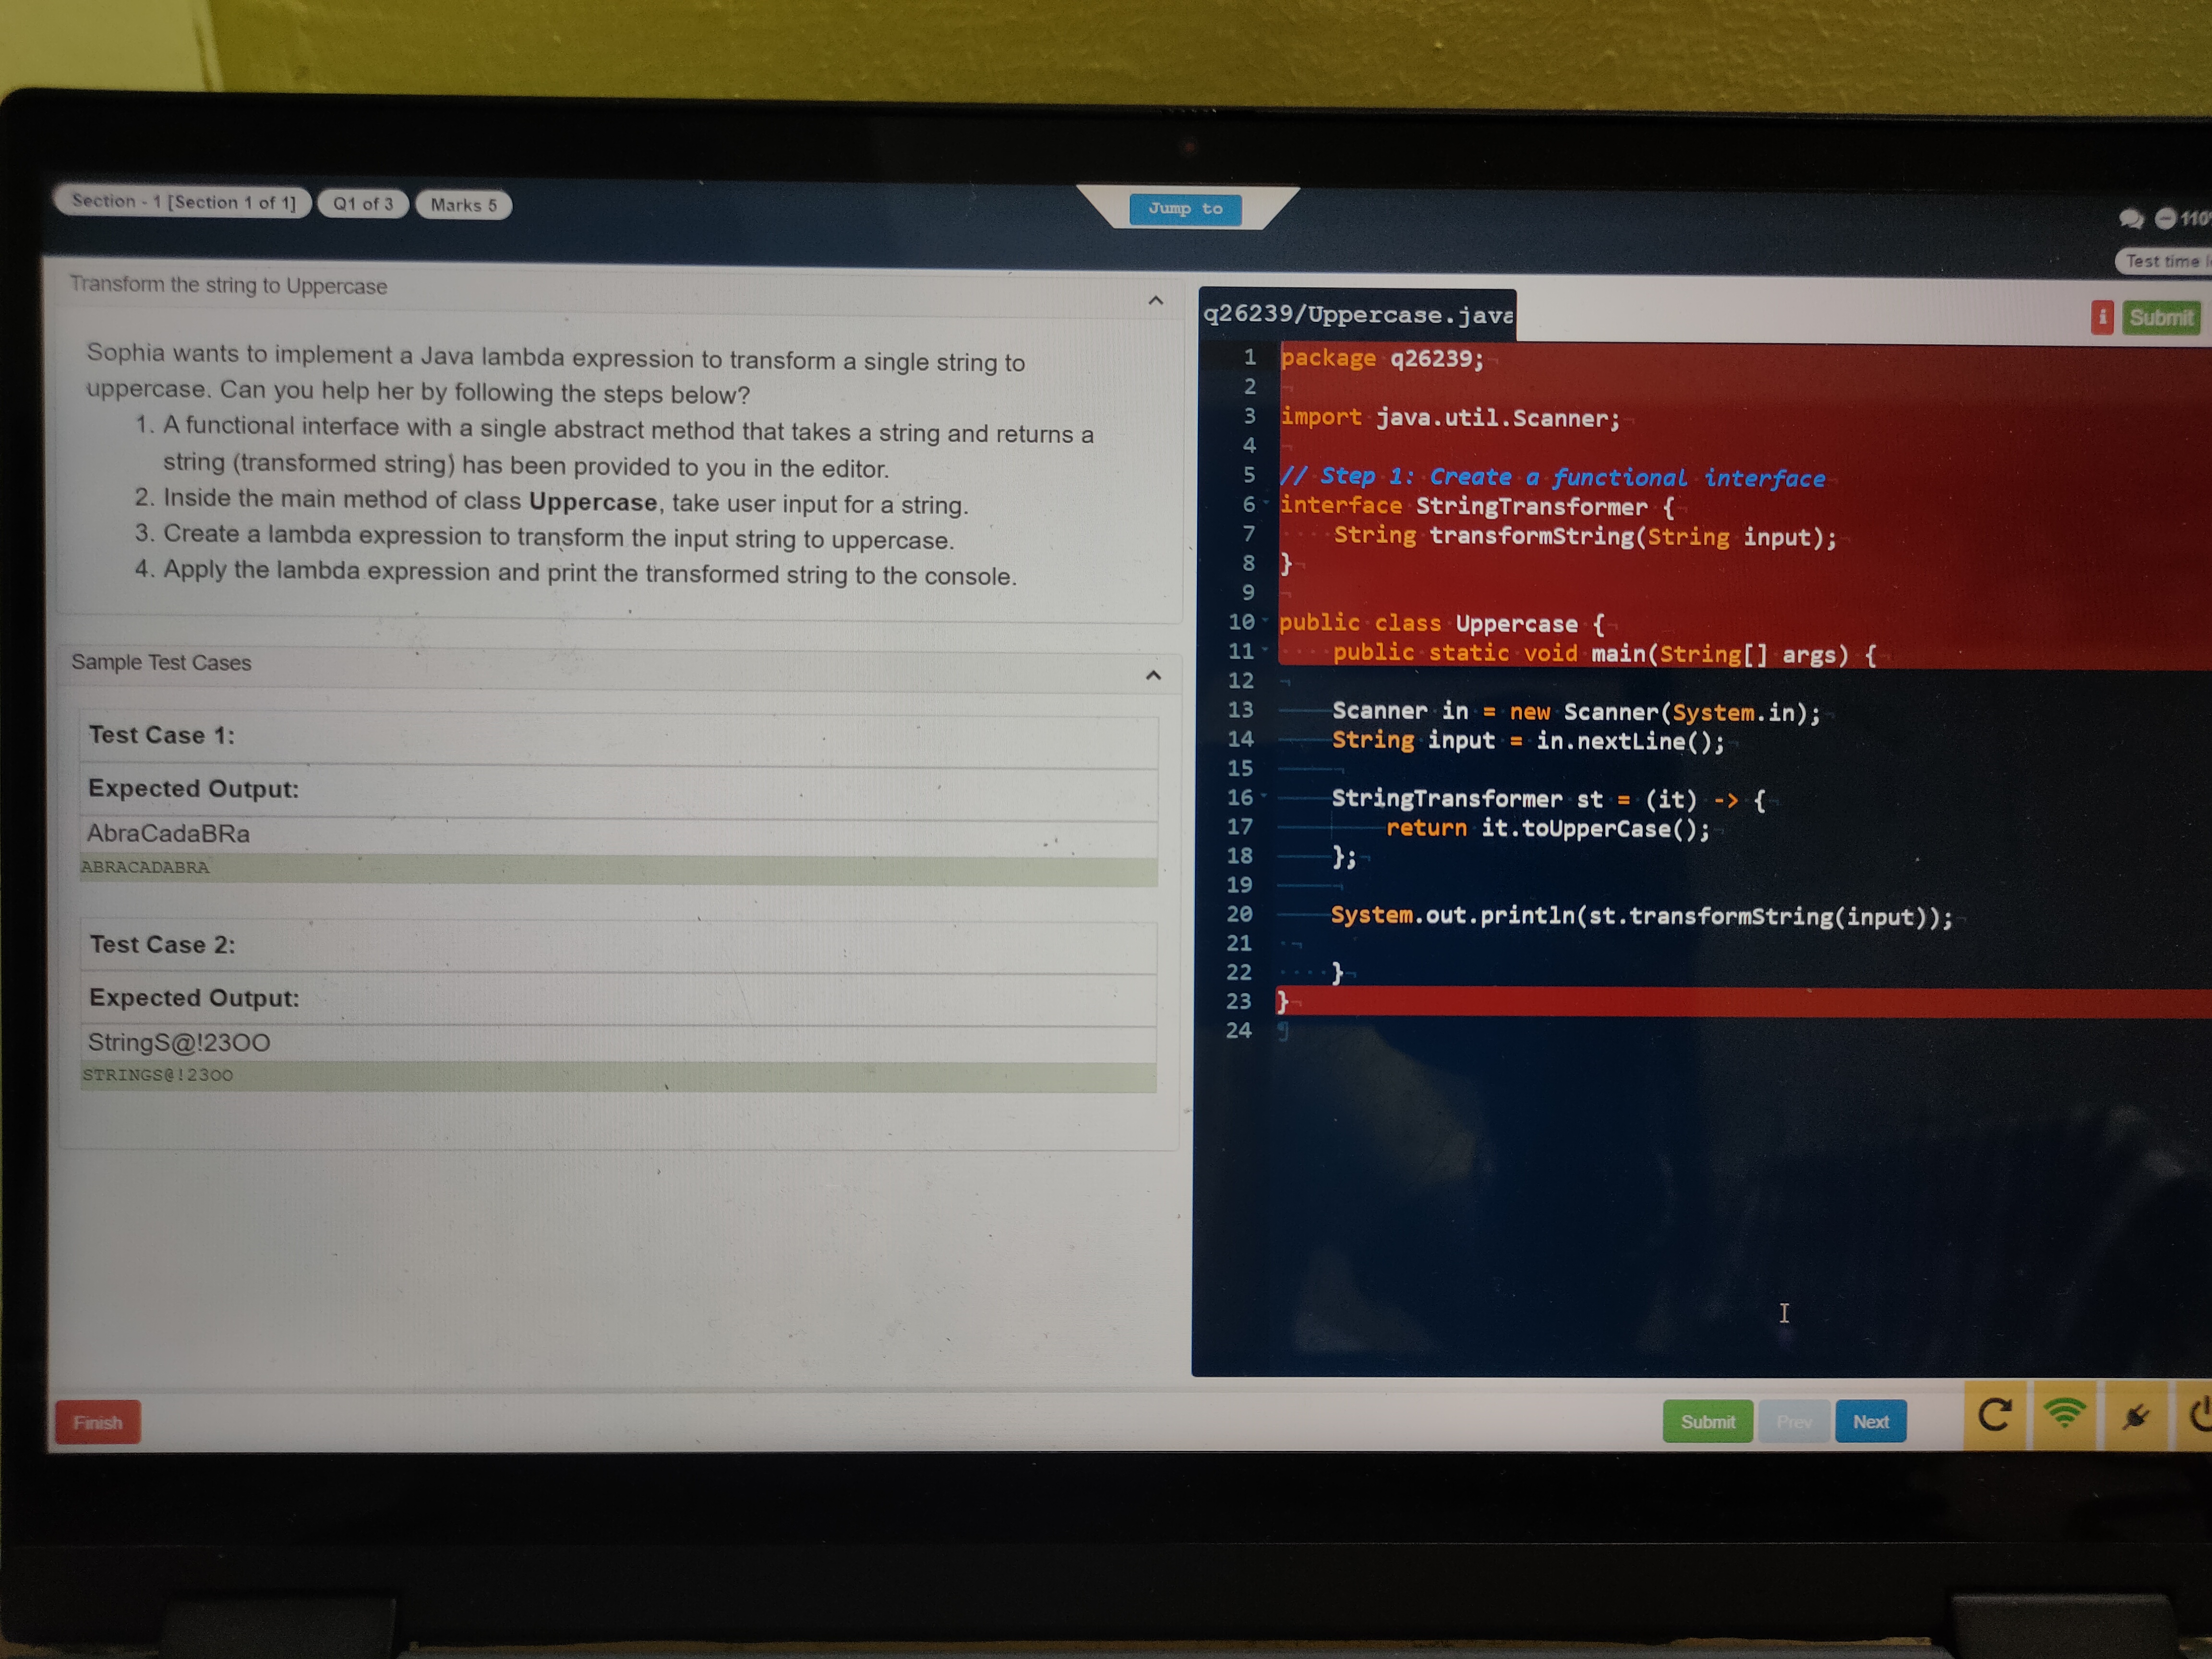 Section - 1 [Section 1 of 1] Q1 of 3 Marks 5
Jump to
Test time
Transform the string to Uppercase
Sophia wants to implement a Java lambda expression to transform a single string to
uppercase. Can you help her by following the steps below?
1. A functional interface with a single abstract method that takes a string and returns a
string (transformed string) has been provided to you in the editor.
2. Inside the main method of class Uppercase, take user input for a string.
3. Create a lambda expression to transform the input string to uppercase.
4. Apply the lambda expression and print the transformed string to the console.
Sample Test Cases
Test Case 1:
Expected Output:
AbraCadaBRa
ABRACADABRA
Test Case 2:
Expected Output:
StringS@!23OO
STRINGS@!23OO
Finish
q26239/Uppercase.java
i Submit
1 package q26239;
2
3 import java.util.Scanner;
4
5 // Step 1: Create a functional interface
6 interface StringTransformer {
7 String transformString(String input);
8 }
9
10 public class Uppercase {
11 public static void main(String[] args) {
12
13 Scanner in = new Scanner(System.in);
14 String input = in.nextLine();
15
16 StringTransformer st = (it) -> {
17 return it.toUpperCase();
18 };
19
20 System.out.println(st.transformString(input));
21
22 }
23 }
24
Submit Prev Next